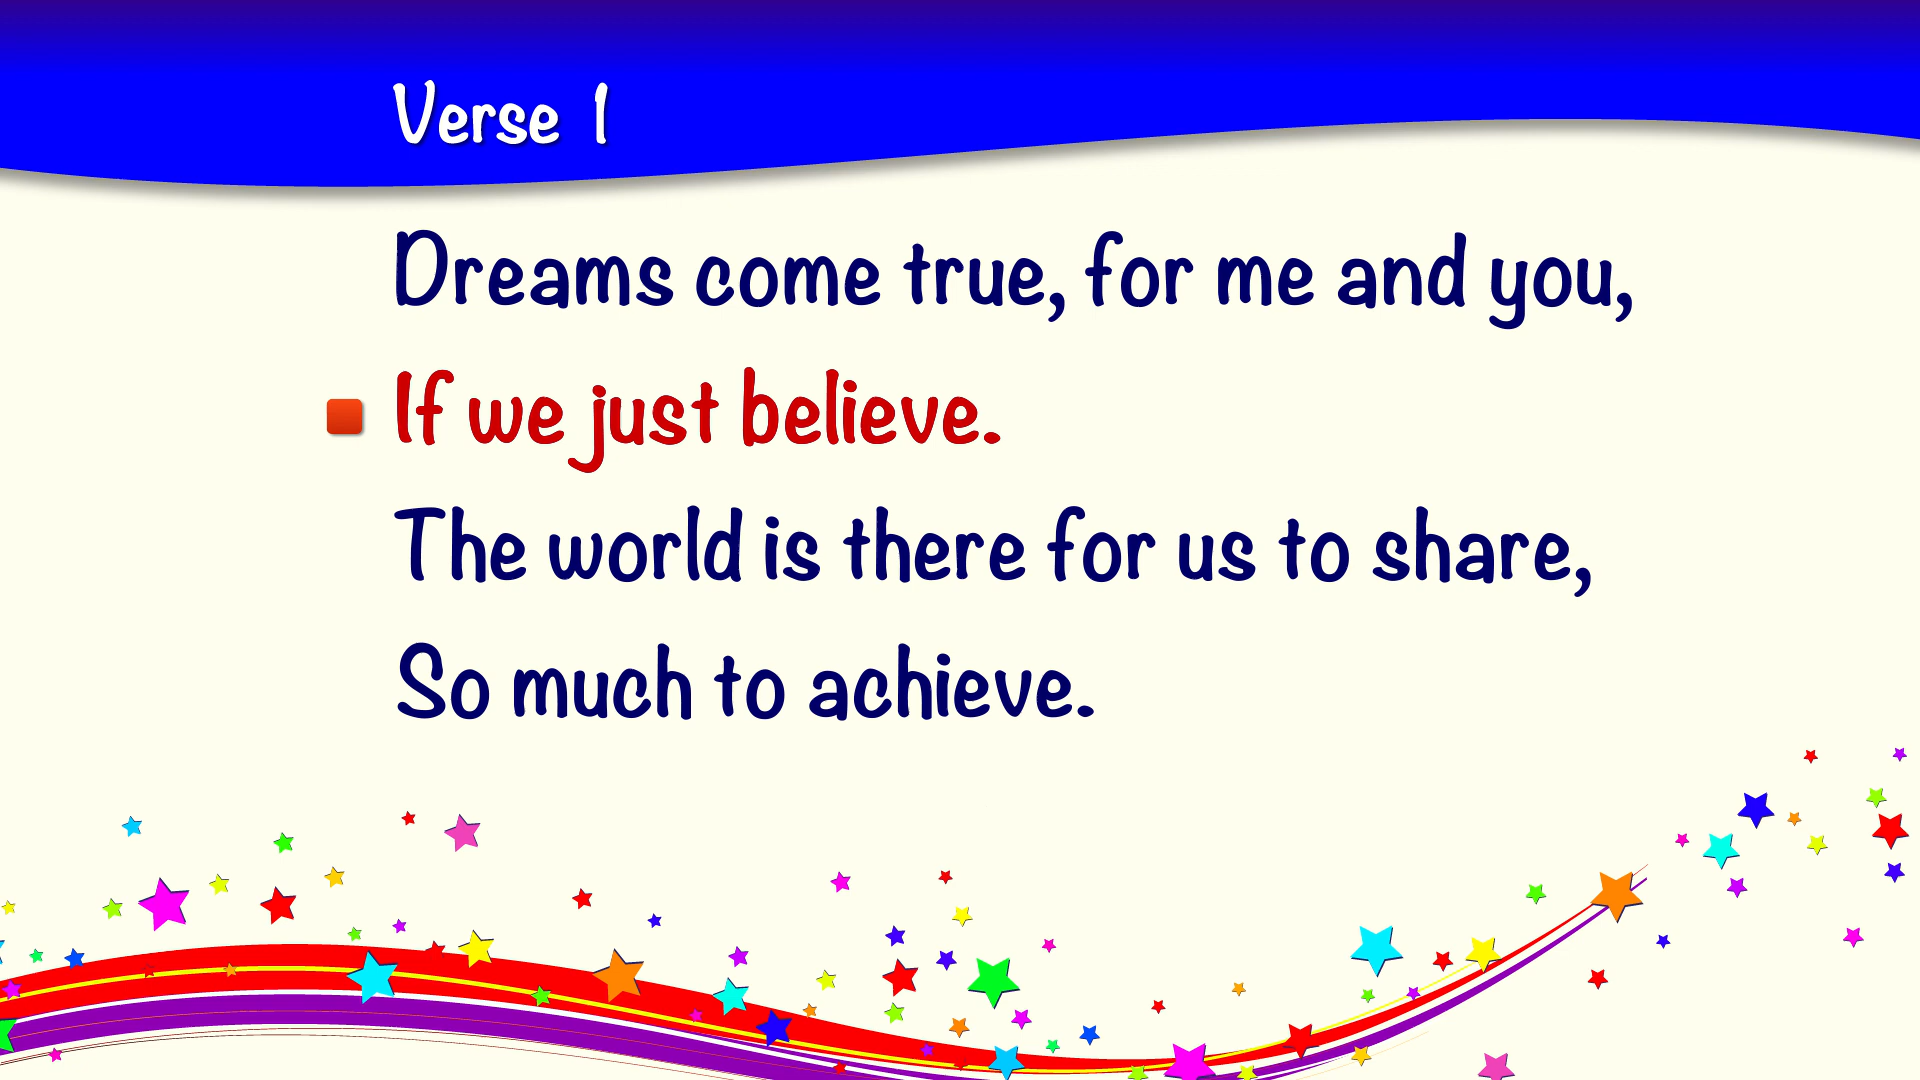 Verse 1
Dreams come true, for me and you,
If we just believe.
The world is there for us to share,
So much to achieve.